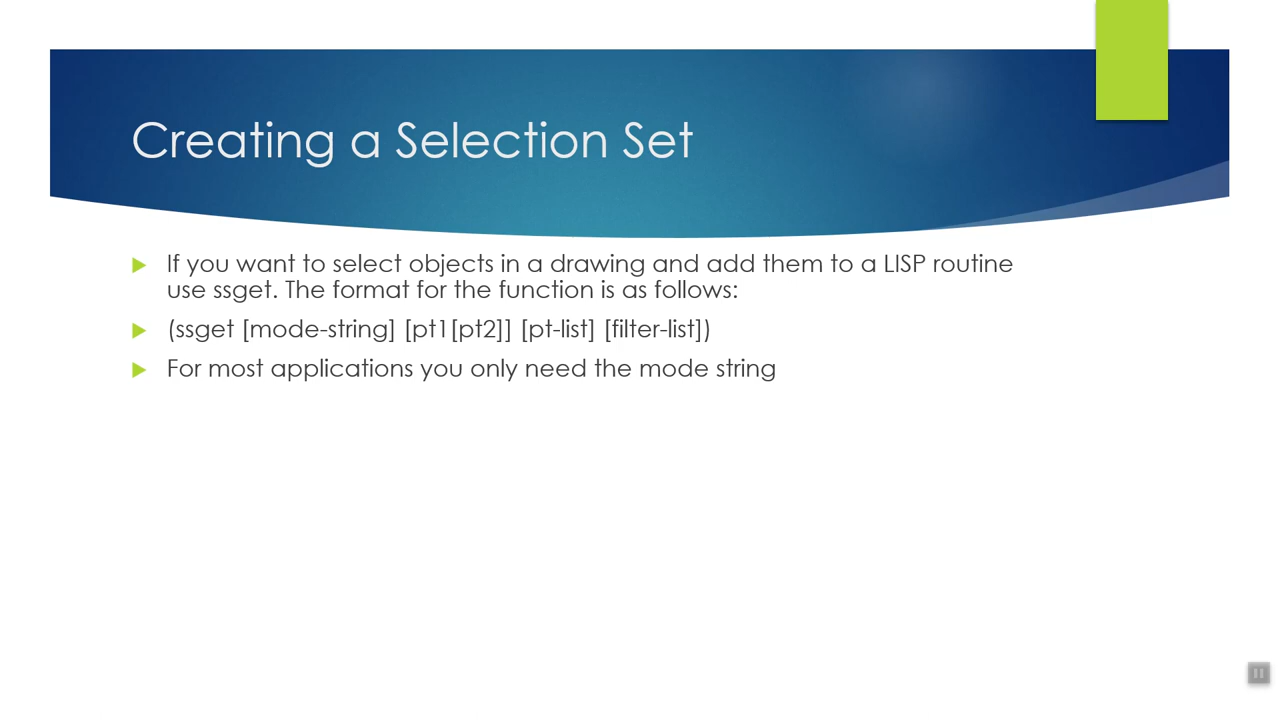 Creating a Selection Set
If you want to select objects in a drawing and add them to a LISP routine
use ssget. The format for the function is as follows:
(ssget [mode-string] [pt1[pt2]] [pt-list] [filter-list])
For most applications you only need the mode string